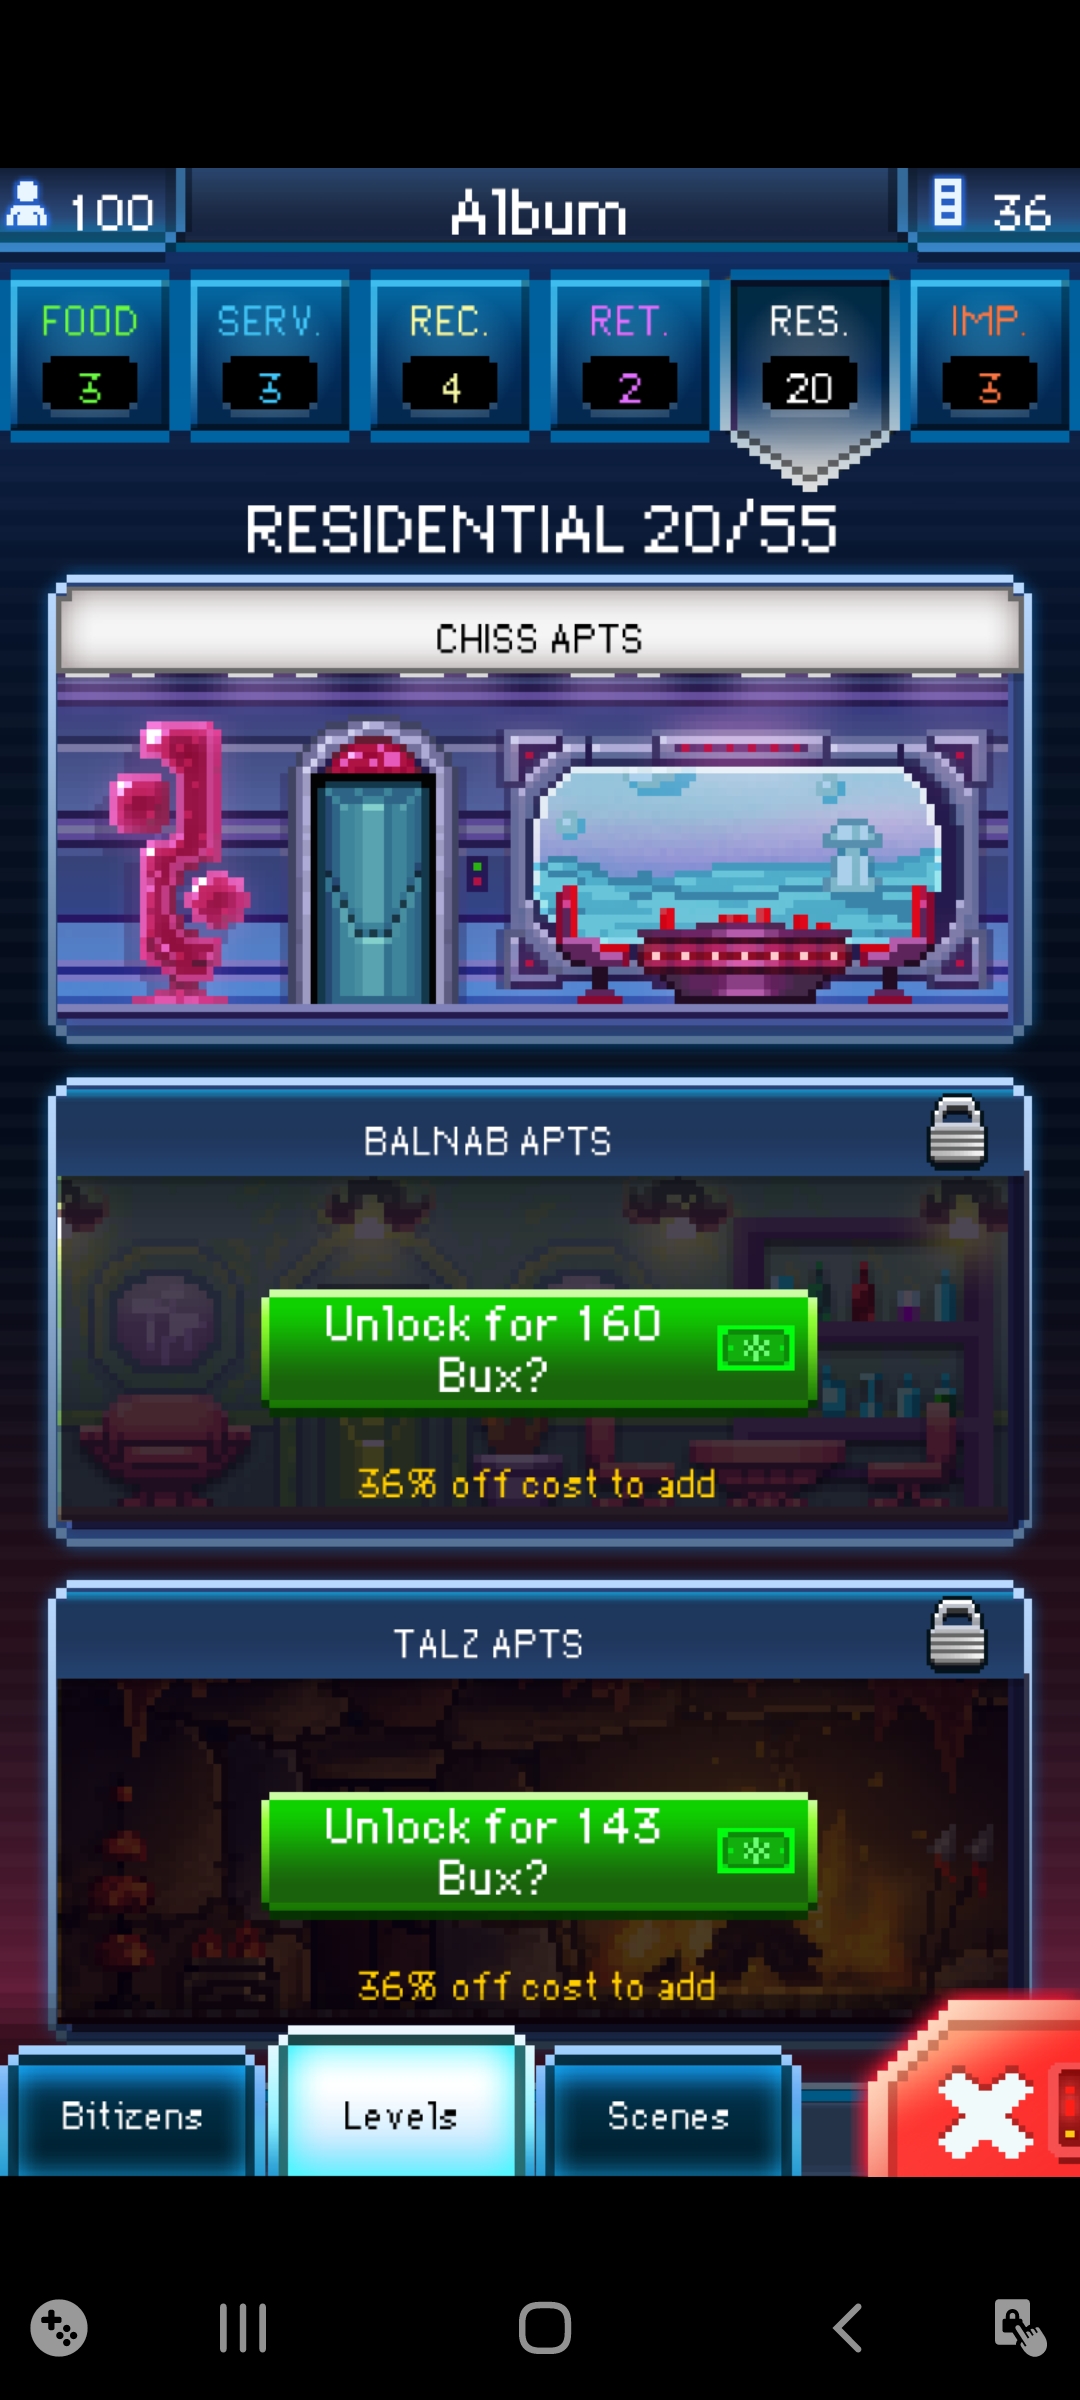 100
Album
36
FOOD
SERV.
REC.
RET.
RES.
IMP.
3
3
4
2
20
3
RESIDENTIAL 20/55
CHISS APTS
BALNAB APTS
Unlock for 160
Bux?
36% off cost to add
TALZ APTS
Unlock for 143
Bux?
36% off cost to add
Bitizens
Levels
Scenes